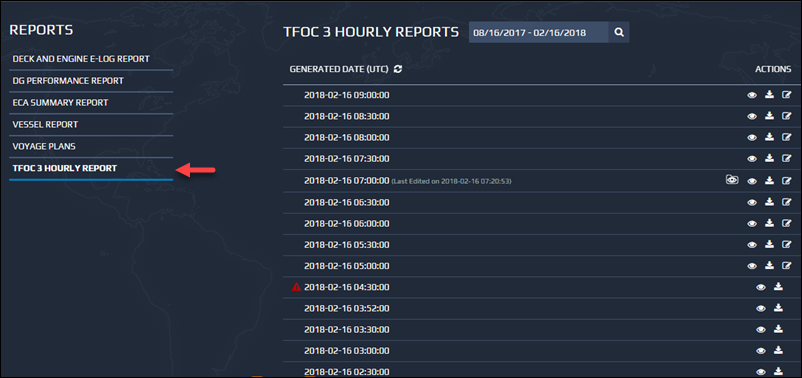 REPORTS
DECK AND ENGINE E-LOG REPORT
DG PERFORMANCE REPORT
ECA SUMMARY REPORT
VESSEL REPORT
VOYAGE PLANS
TFOC 3 HOURLY REPORT
TFOC 3 HOURLY REPORTS 08/16/2017 - 02/16/2018
GENERATED DATE (UTC) ACTIONS
2018-02-16 09:00:00
2018-02-16 08:30:00
2018-02-16 08:00:00
2018-02-16 07:30:00
2018-02-16 07:00:00 (Last Edited on 2018-02-16 07:20:53)
2018-02-16 06:30:00
2018-02-16 06:00:00
2018-02-16 05:30:00
2018-02-16 05:00:00
2018-02-16 04:30:00
2018-02-16 03:52:00
2018-02-16 03:30:00
2018-02-16 03:00:00
2018-02-16 02:30:00